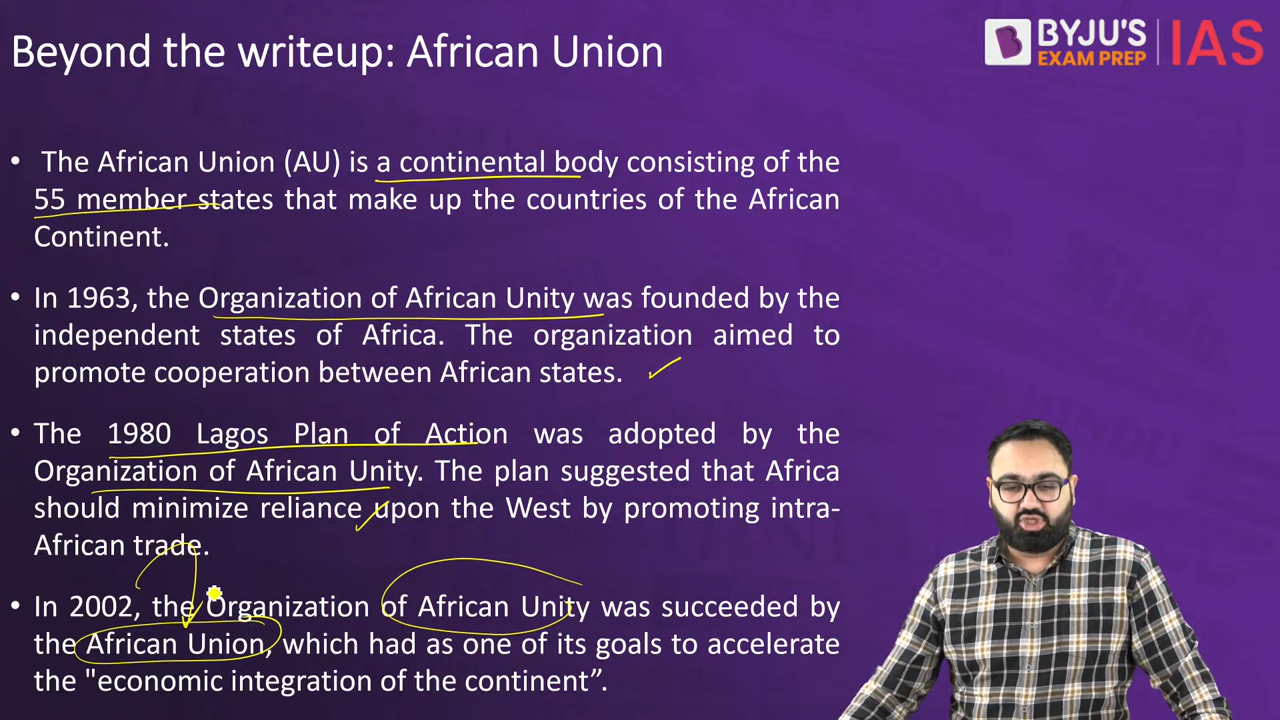 Beyond the writeup: African Union
BYJU'S
EXAM PREP
IAS
• The African Union (AU) is a continental body consisting of the
55 member states that make up the countries of the African
Continent.
• In 1963, the Organization of African Unity was founded by the
independent states of Africa. The organization aimed to
promote cooperation between African states.
• The 1980 Lagos Plan of Action was adopted by the
Organization of African Unity. The plan suggested that Africa
should minimize reliance upon the West by promoting intra-
African trade.
• In 2002, the Organization of African Unity was succeeded by
the African Union, which had as one of its goals to accelerate
the "economic integration of the continent”.